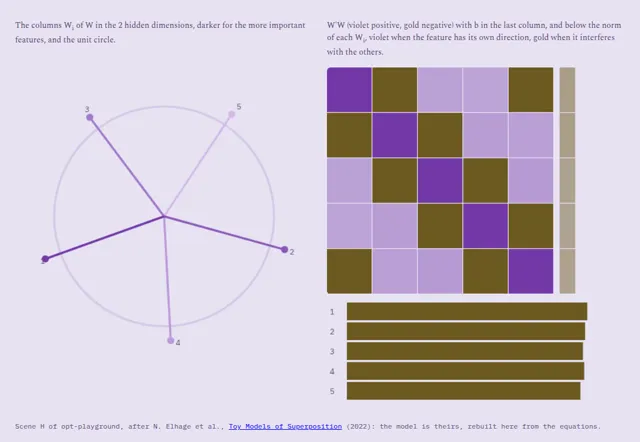 The columns Wᵢ of W in the 2 hidden dimensions, darker for the more important
features, and the unit circle.
WᵀW (violet positive, gold negative) with b in the last column, and below the norm
of each Wᵢ, violet when the feature has its own direction, gold when it interferes
with the others.
3
5
1
2
4
1
2
3
4
5
Scene H of opt-playground, after N. Elhage et al., Toy Models of Superposition (2022): the model is theirs, rebuilt here from the equations.